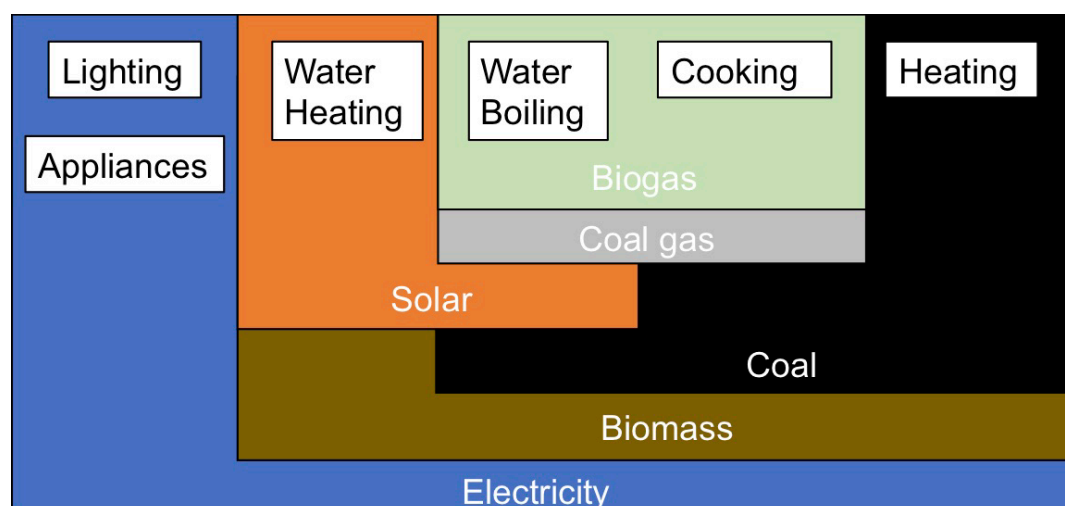 Lighting
Water
Heating
Water
Boiling
Cooking
Heating
Appliances
Biogas
Coal gas
Solar
Coal
Biomass
Electricity